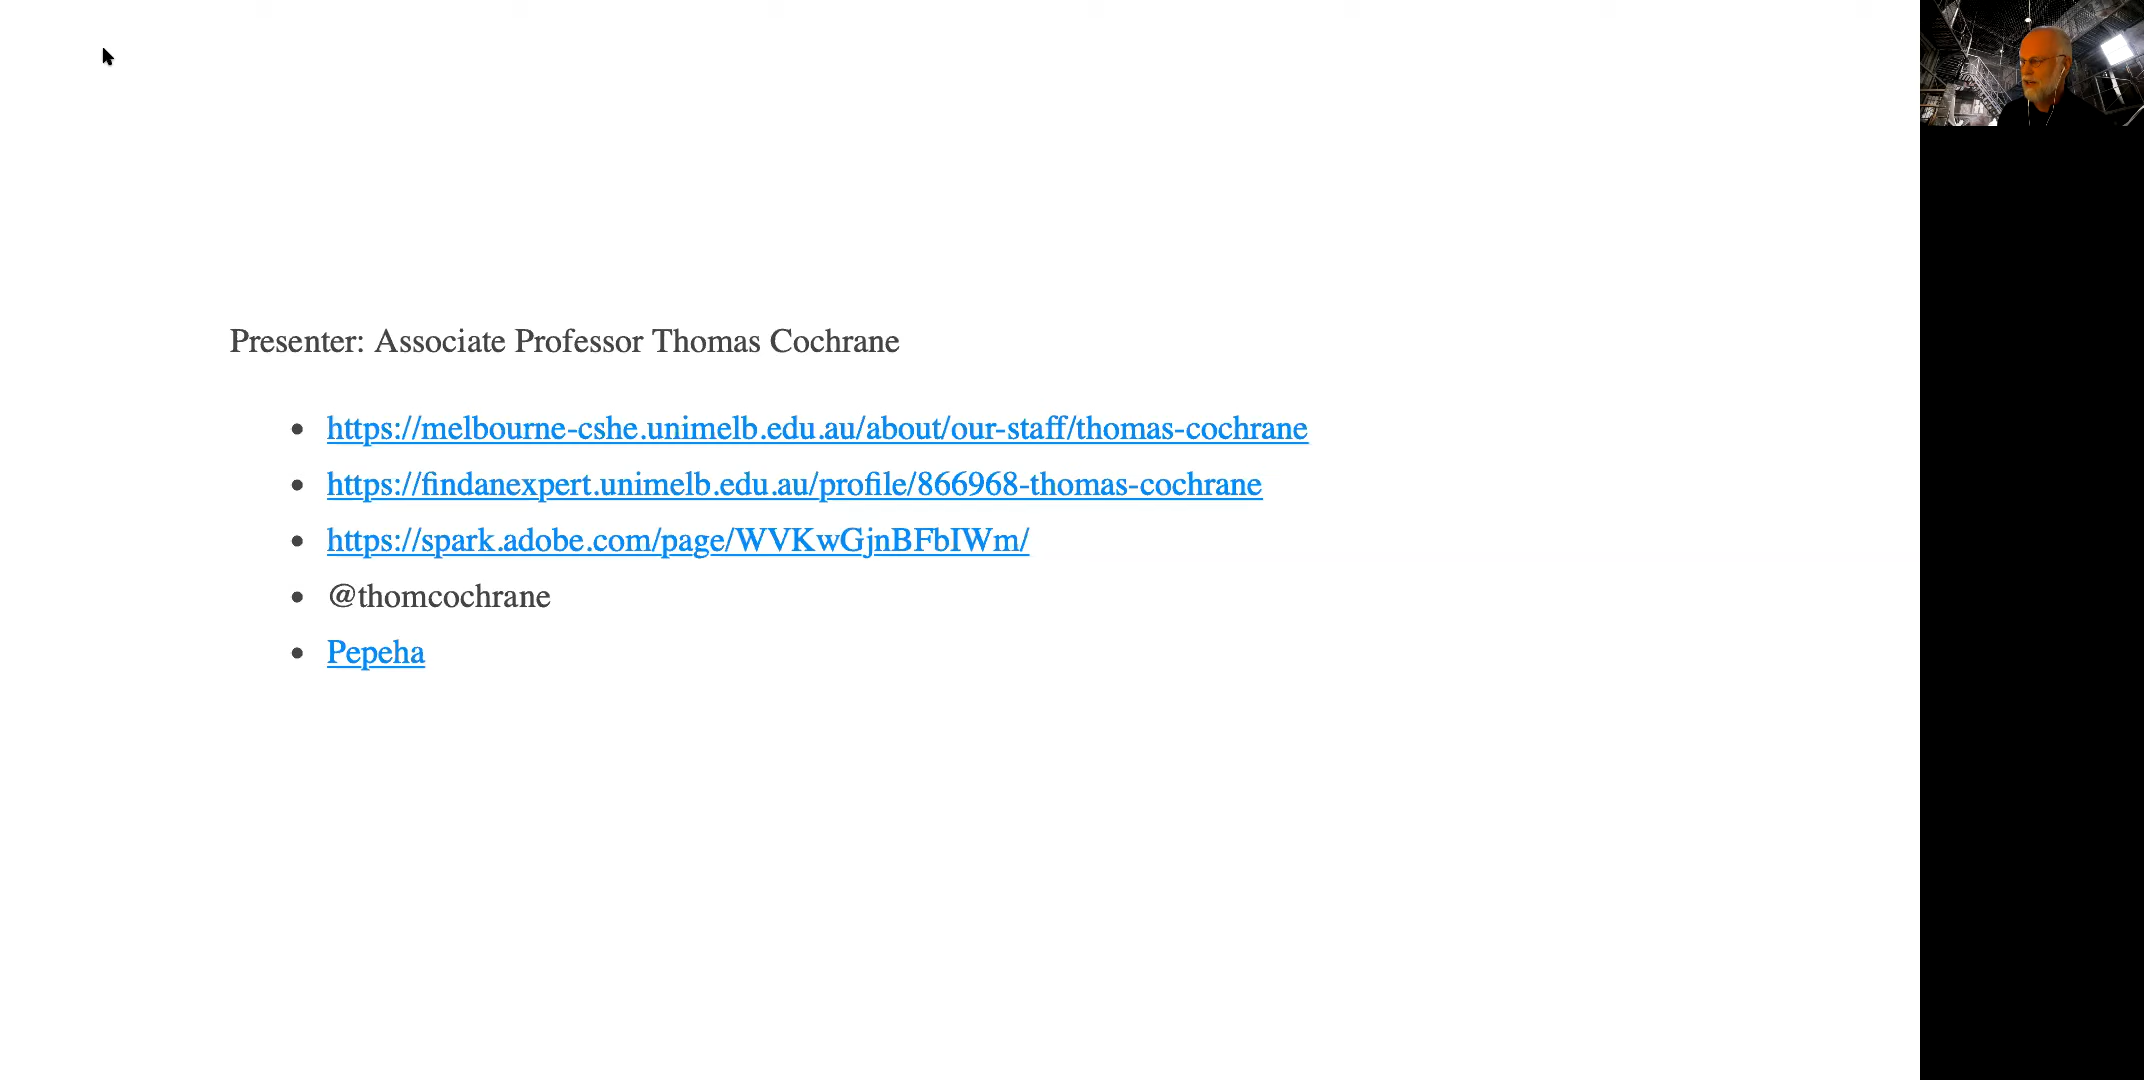 Presenter: Associate Professor Thomas Cochrane
https://melbourne-cshe.unimelb.edu.au/about/our-staff/thomas-cochrane
https://findanexpert.unimelb.edu.au/profile/866968-thomas-cochrane
https://spark.adobe.com/page/WVKwGjnBFbIWm/
@thomcochrane
Pepeha